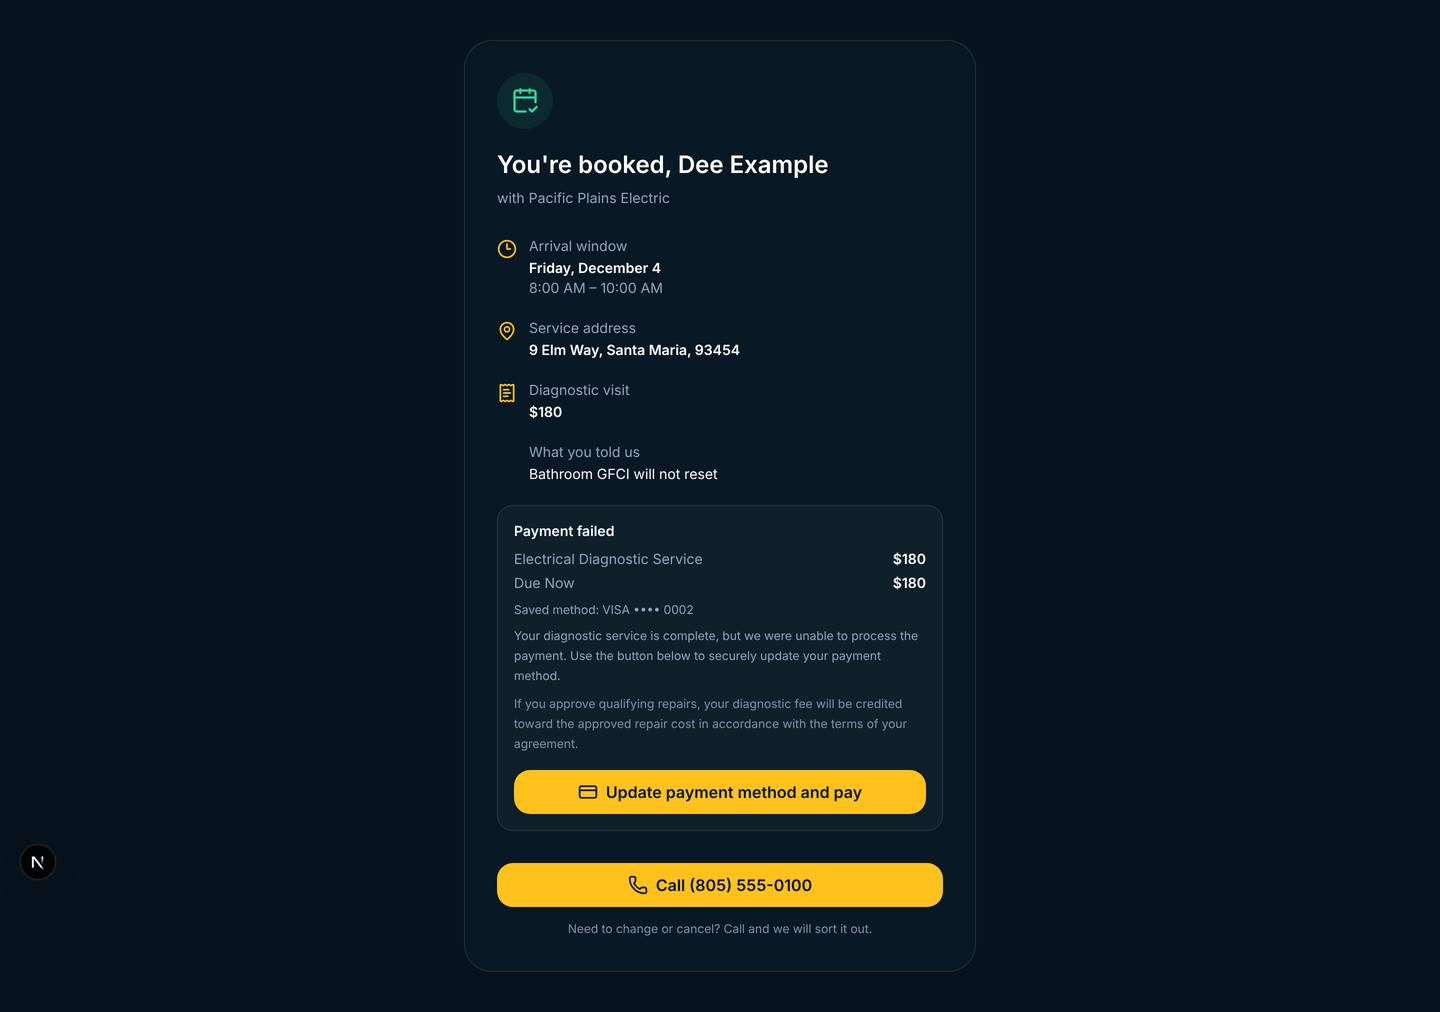 You're booked, Dee Example
with Pacific Plains Electric
Arrival window
Friday, December 4
8:00 AM – 10:00 AM
Service address
9 Elm Way, Santa Maria, 93454
Diagnostic visit
$180
What you told us
Bathroom GFCI will not reset
Payment failed
Electrical Diagnostic Service $180
Due Now $180
Saved method: VISA •••• 0002
Your diagnostic service is complete, but we were unable to process the
payment. Use the button below to securely update your payment
method.
If you approve qualifying repairs, your diagnostic fee will be credited
toward the approved repair cost in accordance with the terms of your
agreement.
Update payment method and pay
N
Call (805) 555-0100
Need to change or cancel? Call and we will sort it out.